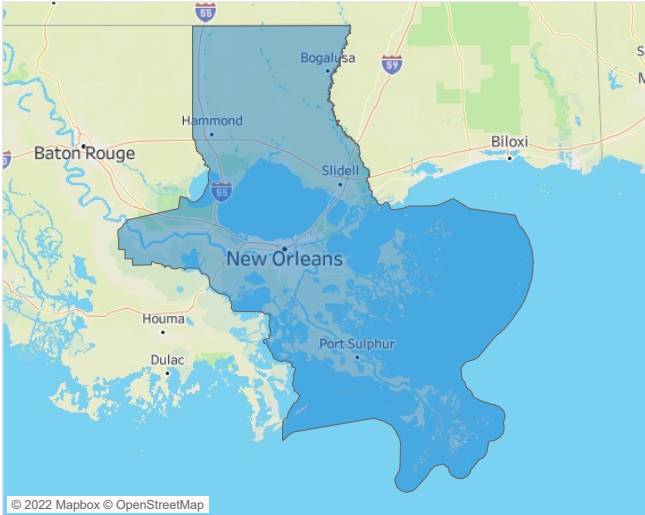 55
Bogalusa
59
S
M
Hammond
Biloxi
Baton Rouge
Slidell
55
New Orleans
Houma
Port Sulphur
Dulac
© 2022 Mapbox © OpenStreetMap